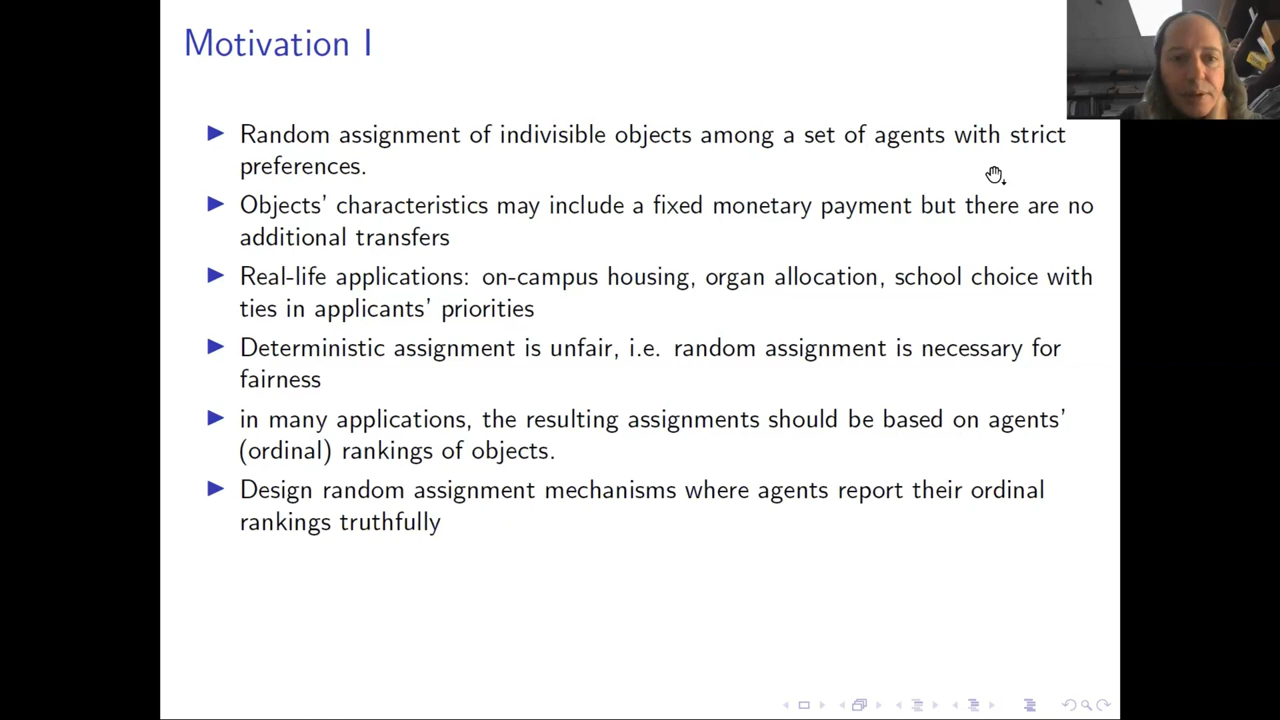 Motivation I
Random assignment of indivisible objects among a set of agents with strict
preferences.
Objects' characteristics may include a fixed monetary payment but there are no
additional transfers
Real-life applications: on-campus housing, organ allocation, school choice with
ties in applicants' priorities
Deterministic assignment is unfair, i.e. random assignment is necessary for
fairness
in many applications, the resulting assignments should be based on agents'
(ordinal) rankings of objects.
Design random assignment mechanisms where agents report their ordinal
rankings truthfully